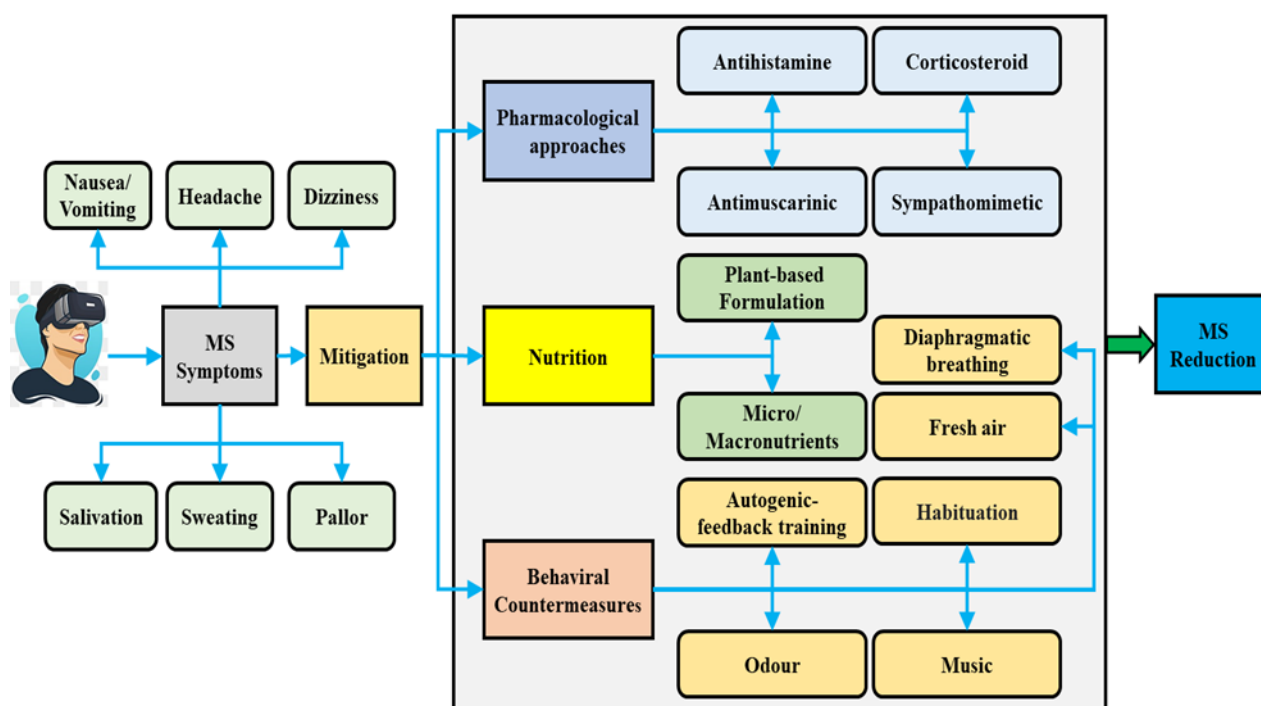 Nausea/
Vomiting
Headache
Dizziness
MS
Symptoms
Mitigation
Salivation
Sweating
Pallor
Pharmacological
approaches
Antihistamine
Corticosteroid
Antimuscarinic
Sympathomimetic
Nutrition
Plant-based
Formulation
Micro/
Macronutrients
Behaviral
Countermeasures
Diaphragmatic
breathing
Fresh air
Autogenic-
feedback training
Habituation
Odour
Music
MS
Reduction